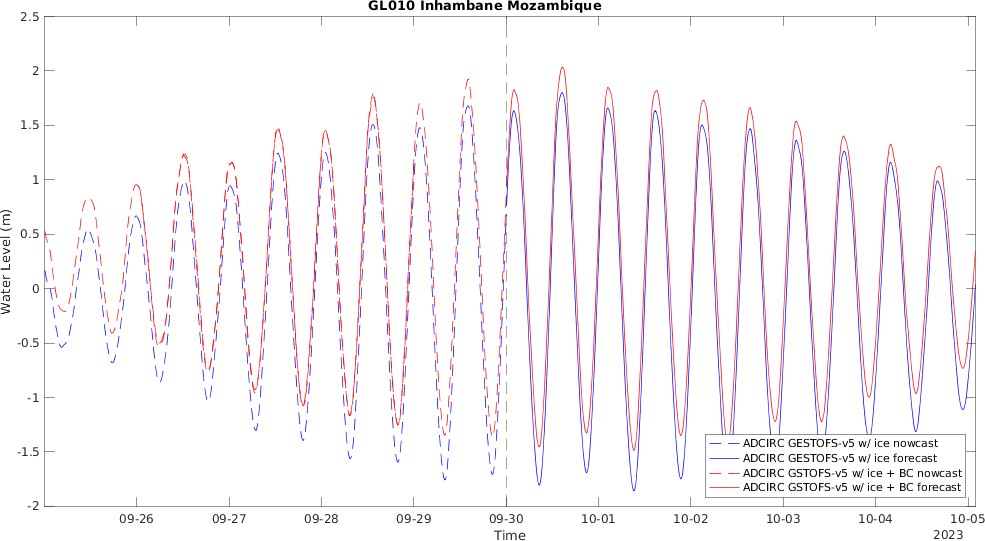 GL010 Inhambane Mozambique
2.5
2
1.5
1
0.5
0
-0.5
-1
-1.5
-2
Water Level (m)
ADCIRC GESTOFS-v5 w/ ice nowcast
ADCIRC GESTOFS-v5 w/ ice forecast
ADCIRC GSTOFS-v5 w/ ice + BC nowcast
ADCIRC GSTOFS-v5 w/ ice + BC forecast
09-26 09-27 09-28 09-29 09-30 10-01 10-02 10-03 10-04 10-05
Time 2023